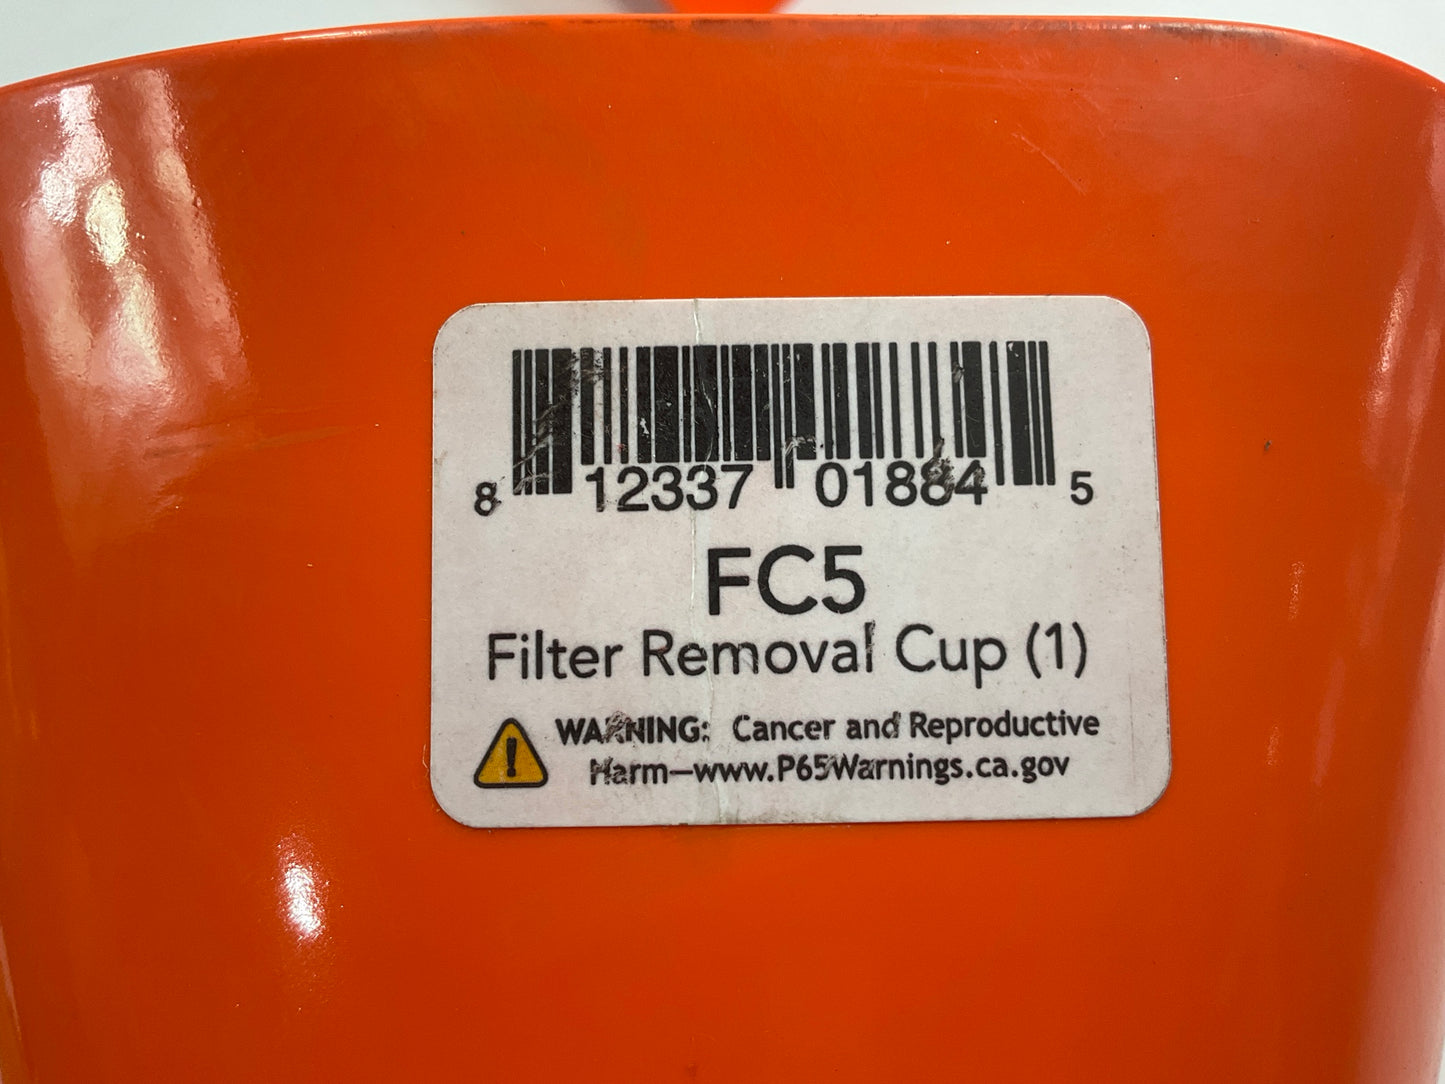 8 12337 01884 5
FC5
Filter Removal Cup (1)
WARNING: Cancer and Reproductive
Harm—www.P65Warnings.ca.gov